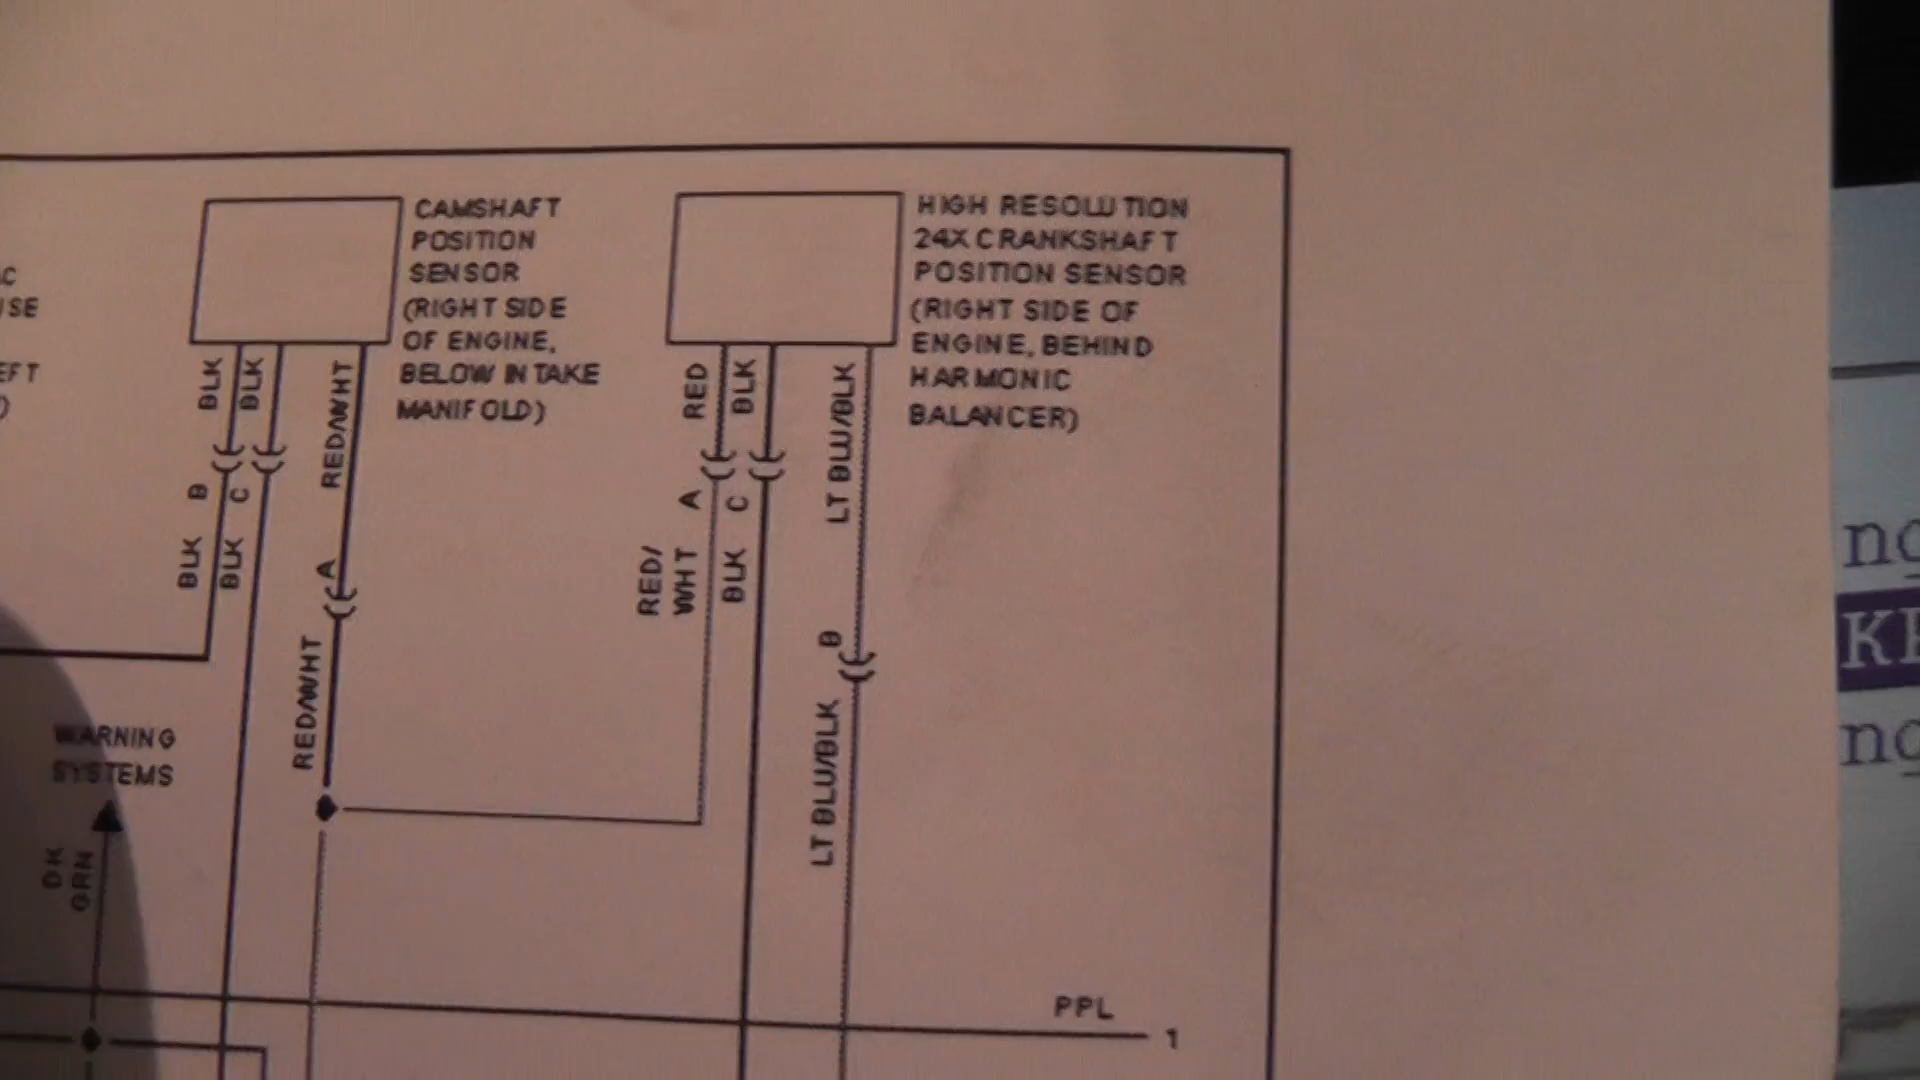 CAMSHAFT
POSITION
SENSOR
(RIGHT SIDE
OF ENGINE,
BELOW INTAKE
MANIFOLD)
HIGH RESOLUTION
24X CRANKSHAFT
POSITION SENSOR
(RIGHT SIDE OF
ENGINE, BEHIND
HARMONIC
BALANCER)
BLK
BLK
RED/WHT
RED
BLK
LT BLU/BLK
B
C
A
A
C
B
BLK
BLK
RED/WHT
RED/
WHT
BLK
LT BLU/BLK
WARNING
SYSTEMS
DK
GRN
PPL
1